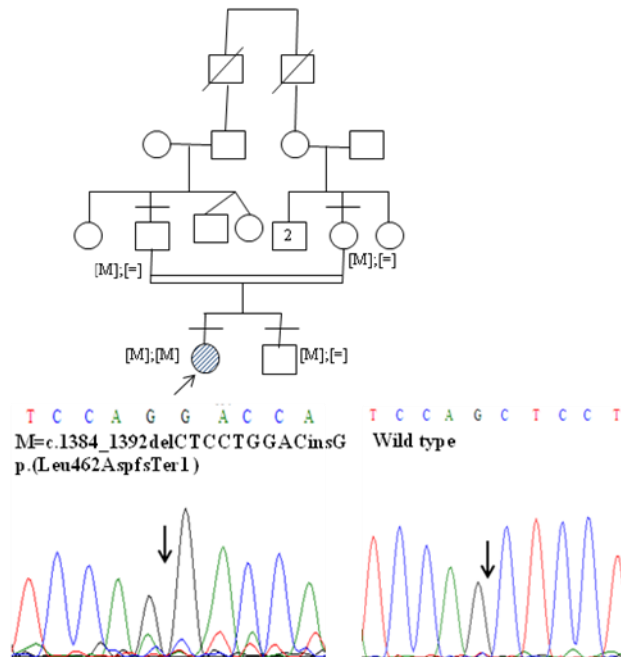 2
[M];[=]
[M];[=]
[M];[M]
[M];[=]
T C C A G G A C C A
M=c.1384_1392delCTCCTGGACinsG
p.(Leu462AspfsTer1)
T C C A G C T C C T
Wild type